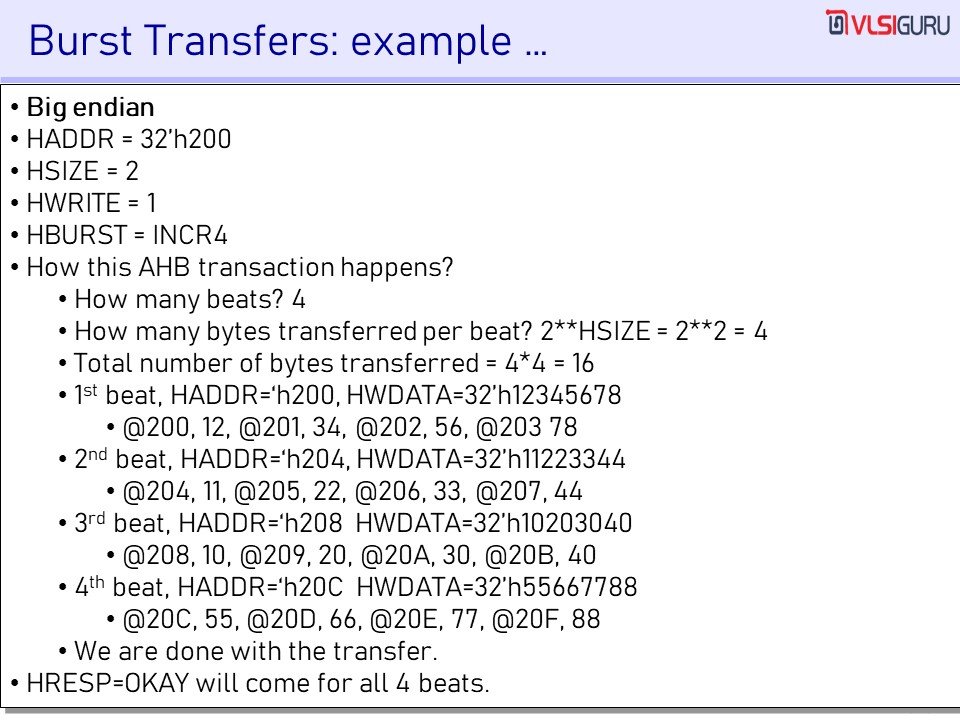 Burst Transfers: example ...
VLSIGURU
• Big endian
• HADDR = 32’h200
• HSIZE = 2
• HWRITE = 1
• HBURST = INCR4
• How this AHB transaction happens?
• How many beats? 4
• How many bytes transferred per beat? 2**HSIZE = 2**2 = 4
• Total number of bytes transferred = 4*4 = 16
• 1st beat, HADDR=‘h200, HWDATA=32’h12345678
• @200, 12, @201, 34, @202, 56, @203 78
• 2nd beat, HADDR=‘h204, HWDATA=32’h11223344
• @204, 11, @205, 22, @206, 33, @207, 44
• 3rd beat, HADDR=‘h208 HWDATA=32’h10203040
• @208, 10, @209, 20, @20A, 30, @20B, 40
• 4th beat, HADDR=‘h20C HWDATA=32’h55667788
• @20C, 55, @20D, 66, @20E, 77, @20F, 88
• We are done with the transfer.
• HRESP=OKAY will come for all 4 beats.